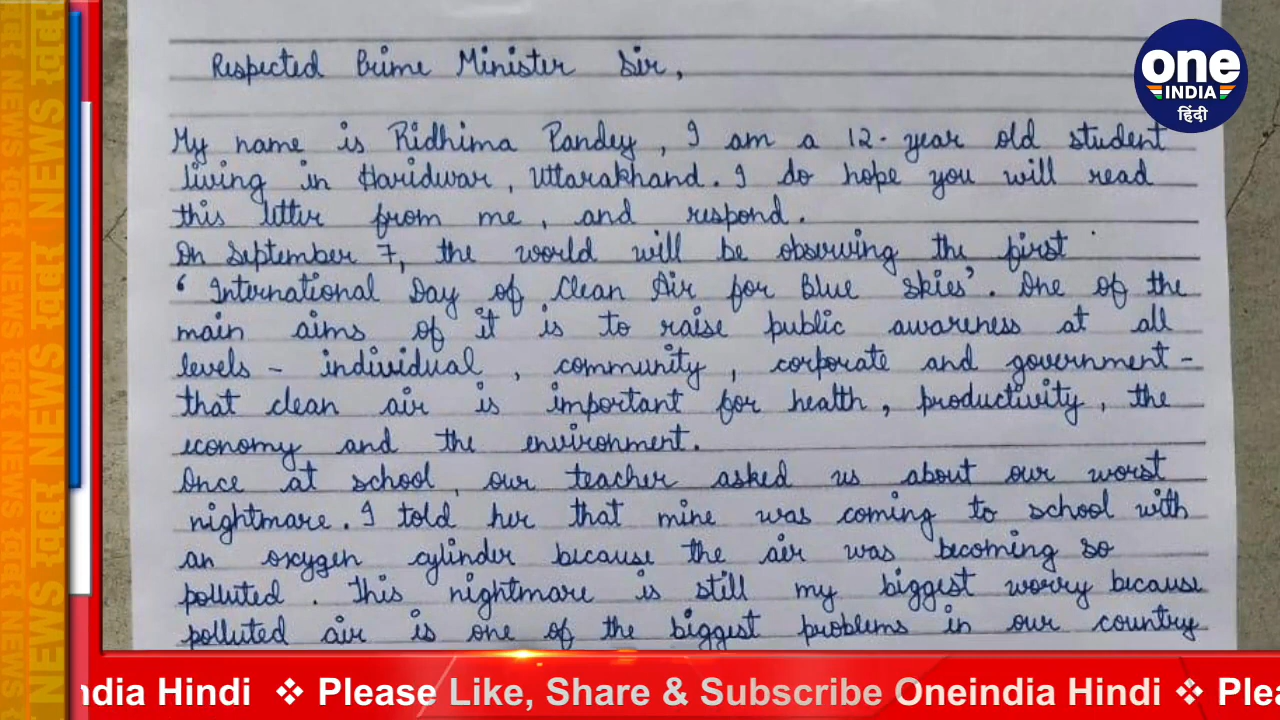 Respected Prime Minister Sir,
My name is Ridhima Pandey, I am a 12-year old student
living in Haridwar, Uttarakhand. I do hope you will read
this letter from me, and respond.
On September 7, the world will be observing the first
'International Day of Clean Air for Blue Skies'. One of the
main aims of it is to raise public awareness at all
levels - individual, community, corporate and government -
that clean air is important for health, productivity, the
economy and the environment.
Once at school, our teacher asked us about our worst
nightmare. I told her that mine was coming to school with
an oxygen cylinder because the air was becoming so
polluted. This nightmare is still my biggest worry because
polluted air is one of the biggest problems in our country
one
INDIA
हिंदी
NEWS खबर NEWS खबर
ndia Hindi ❖ Please Like, Share & Subscribe Oneindia Hindi ❖ Plea